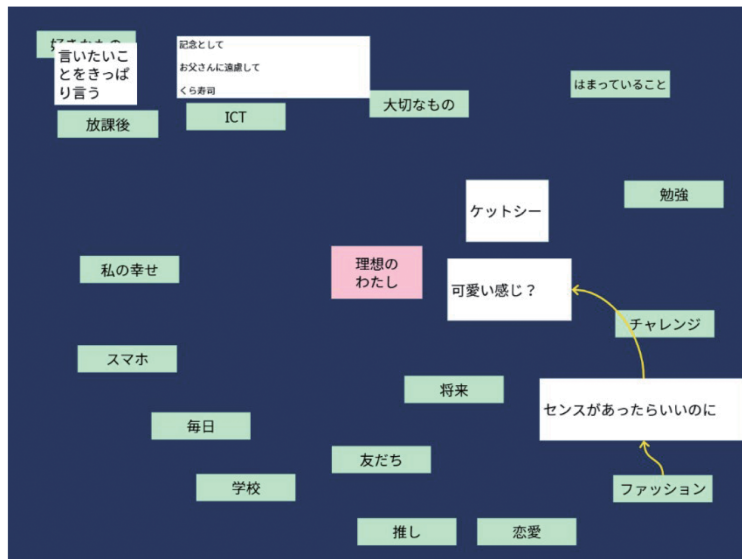 好きなもの
言いたいこ
とをきっぱ
り言う
記念として
お父さんに遠慮して
くら寿司
はまっていること
大切なもの
ICT
放課後
ケットシー
勉強
私の幸せ
理想の
わたし
可愛い感じ？
チャレンジ
スマホ
将来
センスがあったらいいのに
毎日
友だち
学校
ファッション
推し
恋愛